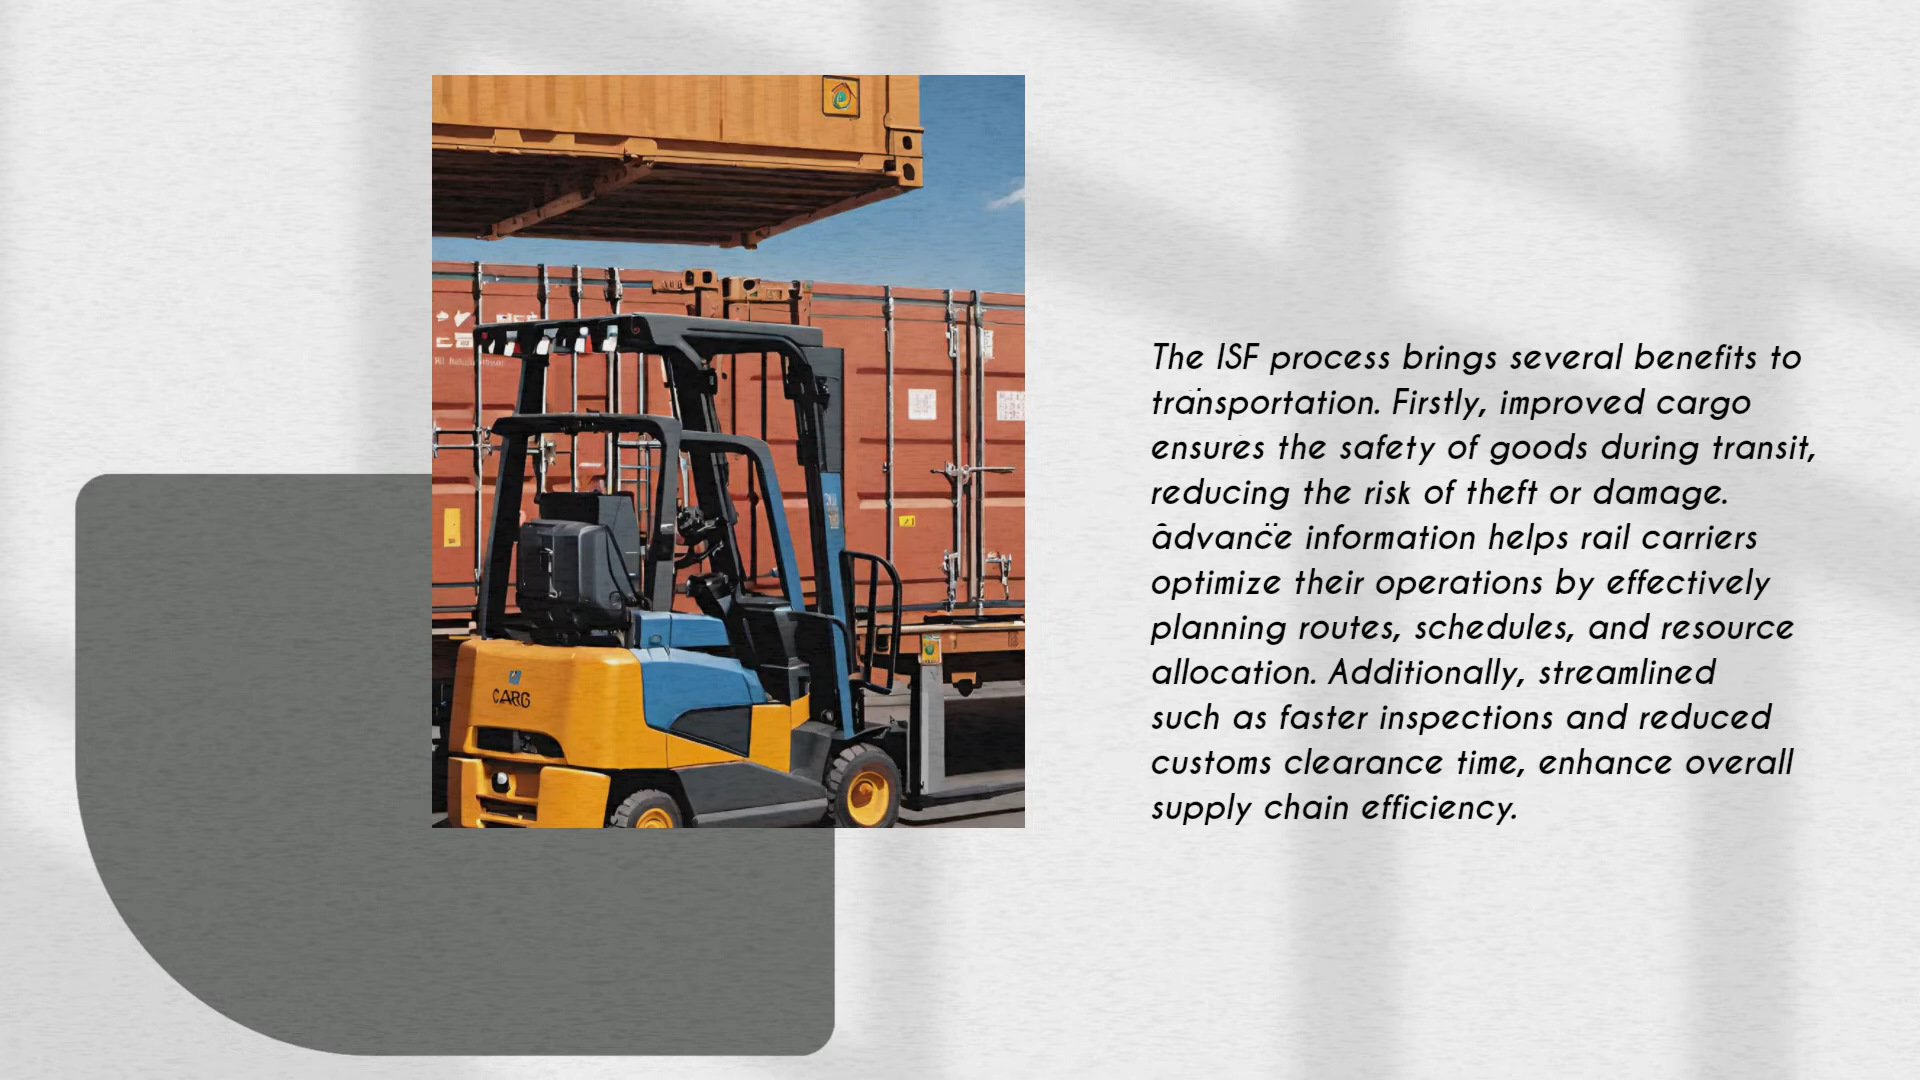 The ISF process brings several benefits to
transportation. Firstly, improved cargo
ensures the safety of goods during transit,
reducing the risk of theft or damage.
advance information helps rail carriers
optimize their operations by effectively
planning routes, schedules, and resource
allocation. Additionally, streamlined
such as faster inspections and reduced
customs clearance time, enhance overall
supply chain efficiency.
CARG